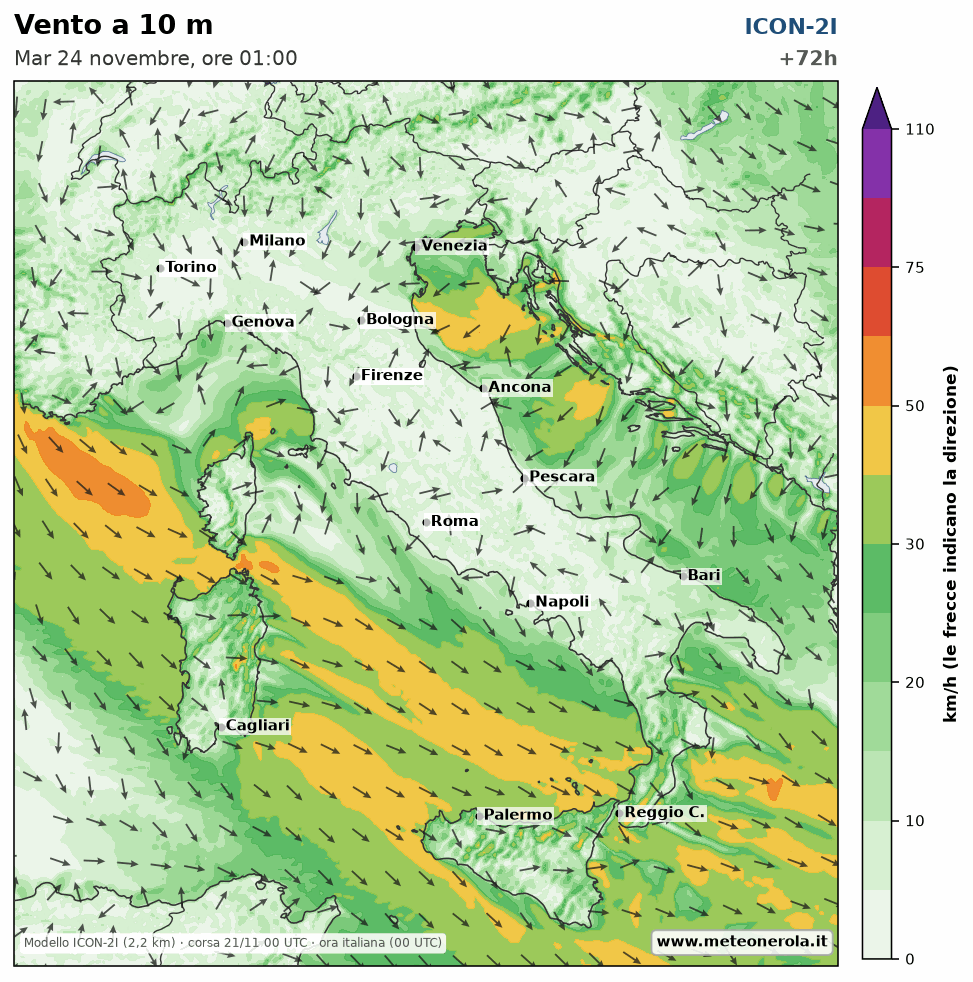 Vento a 10 m
ICON-2I
Mar 24 novembre, ore 01:00
+72h
110
75
50
30
20
10
0
km/h (le frecce indicano la direzione)
Venezia
Milano
Torino
Genova
Bologna
Firenze
Ancona
Pescara
Roma
Bari
Napoli
Cagliari
Palermo
Reggio C.
Modello ICON-2I (2,2 km) · corsa 21/11 00 UTC · ora italiana (00 UTC)
www.meteonerola.it